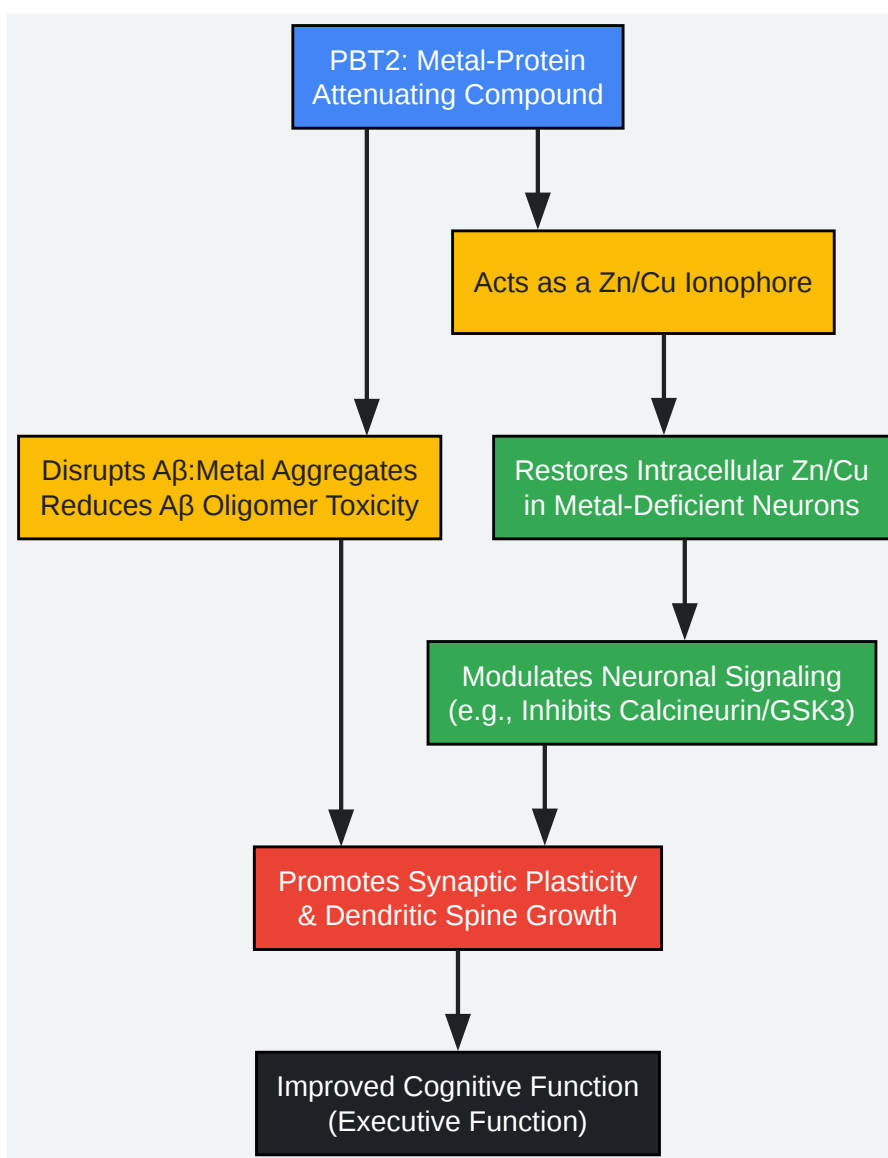 PBT2: Metal-Protein
Attenuating Compound
Acts as a Zn/Cu Ionophore
Disrupts Aβ:Metal Aggregates
Reduces Aβ Oligomer Toxicity
Restores Intracellular Zn/Cu
in Metal-Deficient Neurons
Modulates Neuronal Signaling
(e.g., Inhibits Calcineurin/GSK3)
Promotes Synaptic Plasticity
& Dendritic Spine Growth
Improved Cognitive Function
(Executive Function)